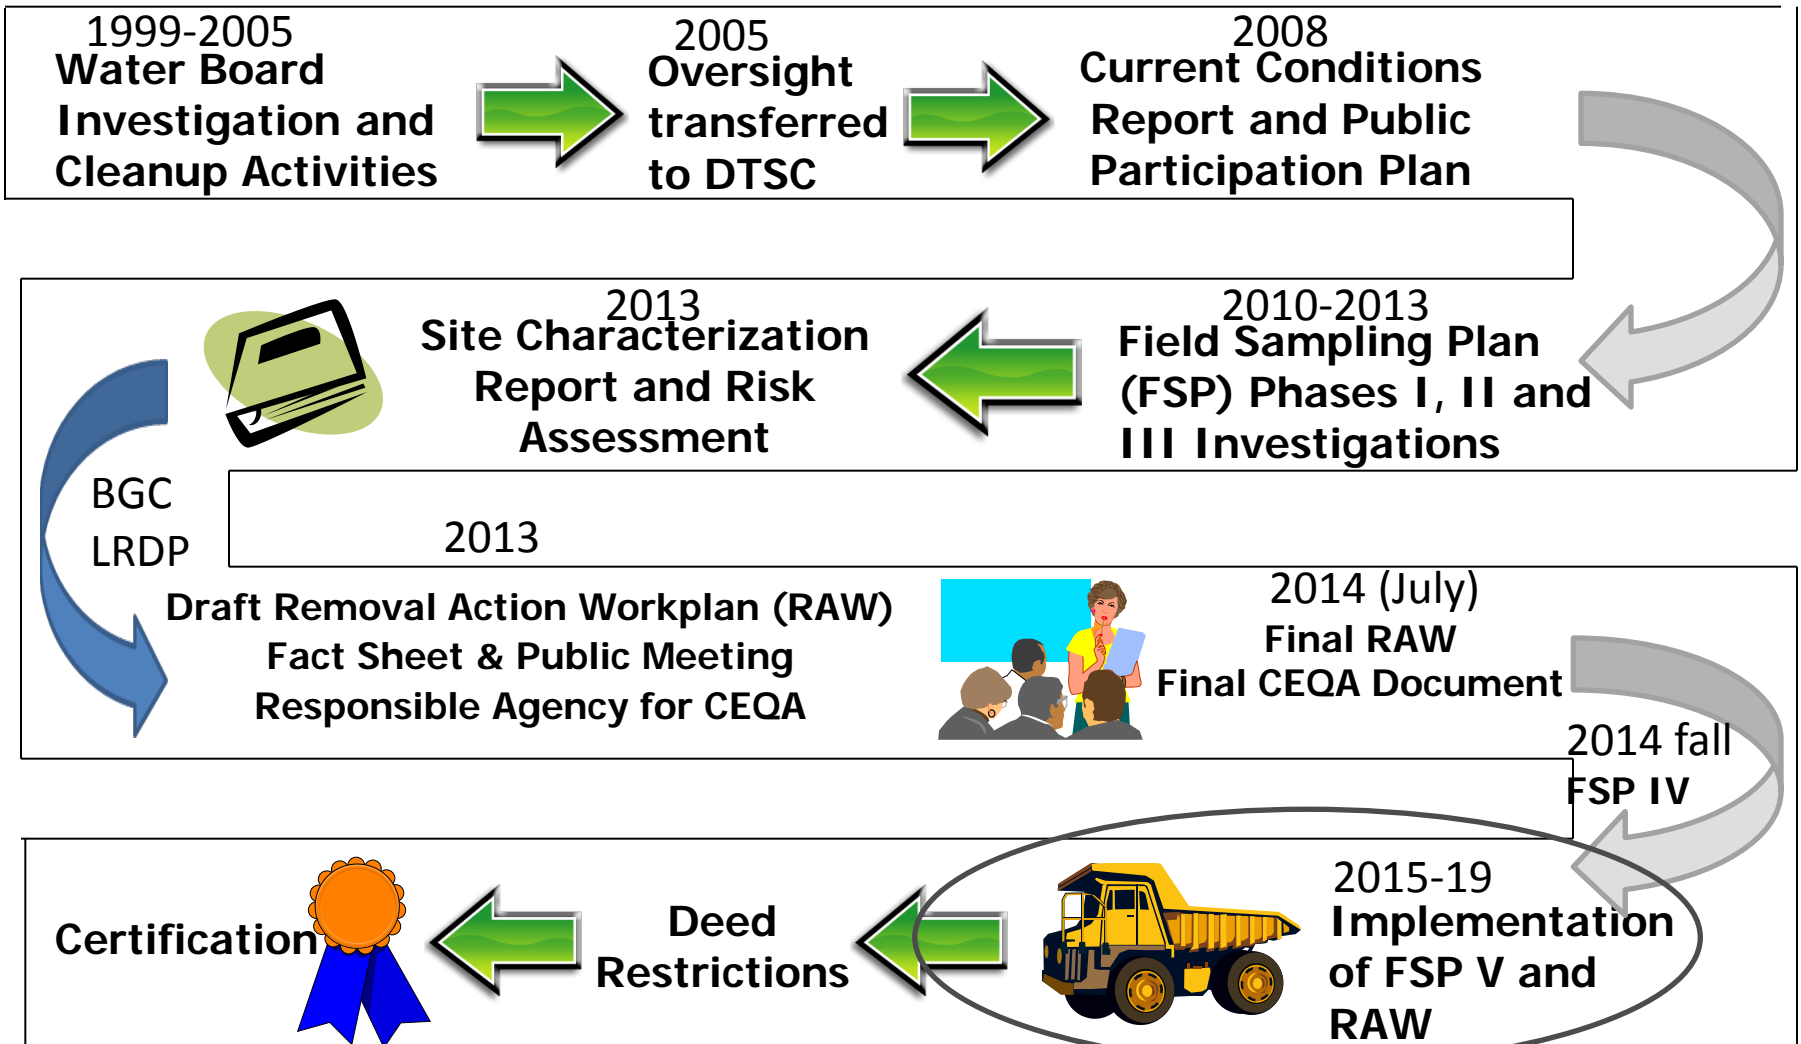 1999-2005
Water Board
Investigation and
Cleanup Activities
2005
Oversight
transferred
to DTSC
2008
Current Conditions
Report and Public
Participation Plan
2010-2013
Field Sampling Plan
(FSP) Phases I, II and
III Investigations
2013
Site Characterization
Report and Risk
Assessment
BGC
LRDP
2013
Draft Removal Action Workplan (RAW)
Fact Sheet & Public Meeting
Responsible Agency for CEQA
2014 (July)
Final RAW
Final CEQA Document
2014 fall
FSP IV
2015-19
Implementation
of FSP V and
RAW
Deed
Restrictions
Certification